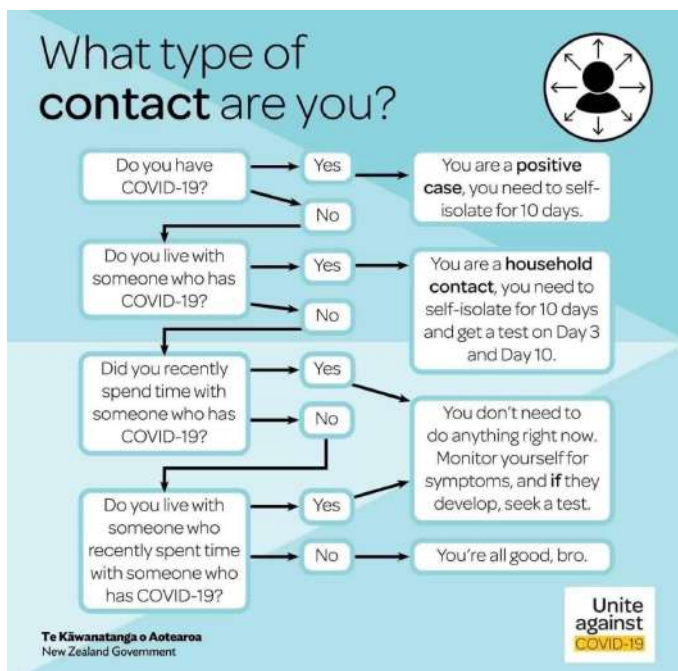 What type of
contact are you?
Do you have
COVID-19?
Yes
You are a positive
case, you need to self-
isolate for 10 days.
No
Do you live with
someone who has
COVID-19?
Yes
You are a household
contact, you need to
self-isolate for 10 days
and get a test on Day 3
and Day 10.
No
Did you recently
spend time with
someone who has
COVID-19?
Yes
No
You don't need to
do anything right now.
Monitor yourself for
symptoms, and if they
develop, seek a test.
Do you live with
someone who
recently spent time
with someone who
has COVID-19?
Yes
No
You're all good, bro.
Te Kāwanatanga o Aotearoa
New Zealand Government
Unite
against
COVID-19